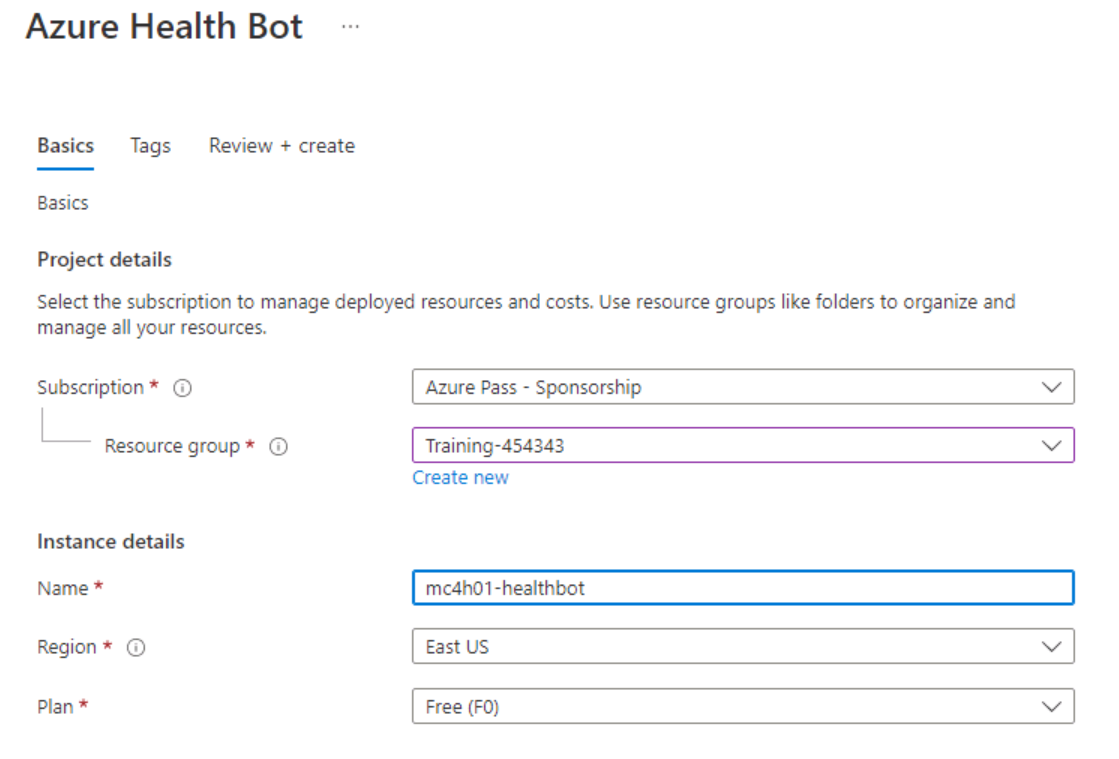 Azure Health Bot ...
Basics Tags Review + create
Basics
Project details
Select the subscription to manage deployed resources and costs. Use resource groups like folders to organize and
manage all your resources.
Subscription * Azure Pass - Sponsorship
Resource group * Training-454343
Create new
Instance details
Name * mc4h01-healthbot
Region * East US
Plan * Free (F0)